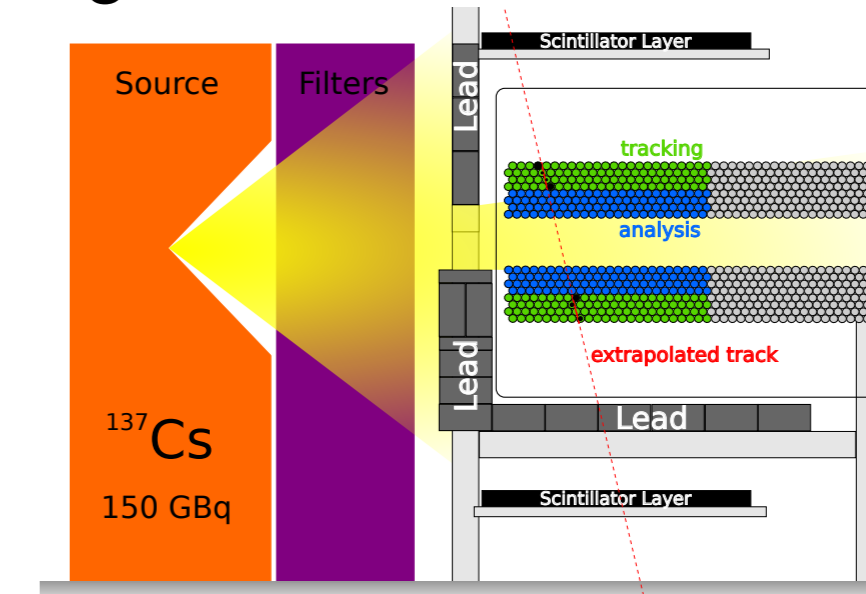 Source
Filters
Lead
Scintillator Layer
tracking
analysis
extrapolated track
Lead
Lead
137Cs
150 GBq
Scintillator Layer